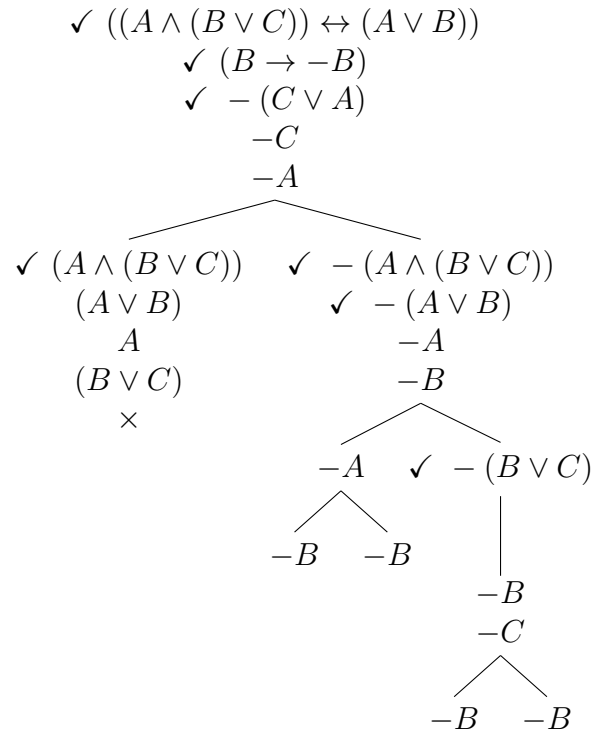 ✓ ((A ∧ (B ∨ C)) ↔ (A ∨ B))
✓ (B → −B)
✓ − (C ∨ A)
−C
−A
✓ (A ∧ (B ∨ C)) ✓ − (A ∧ (B ∨ C))
(A ∨ B) ✓ − (A ∨ B)
A −A
(B ∨ C) −B
×
−A ✓ − (B ∨ C)
−B −B
−B
−C
−B −B